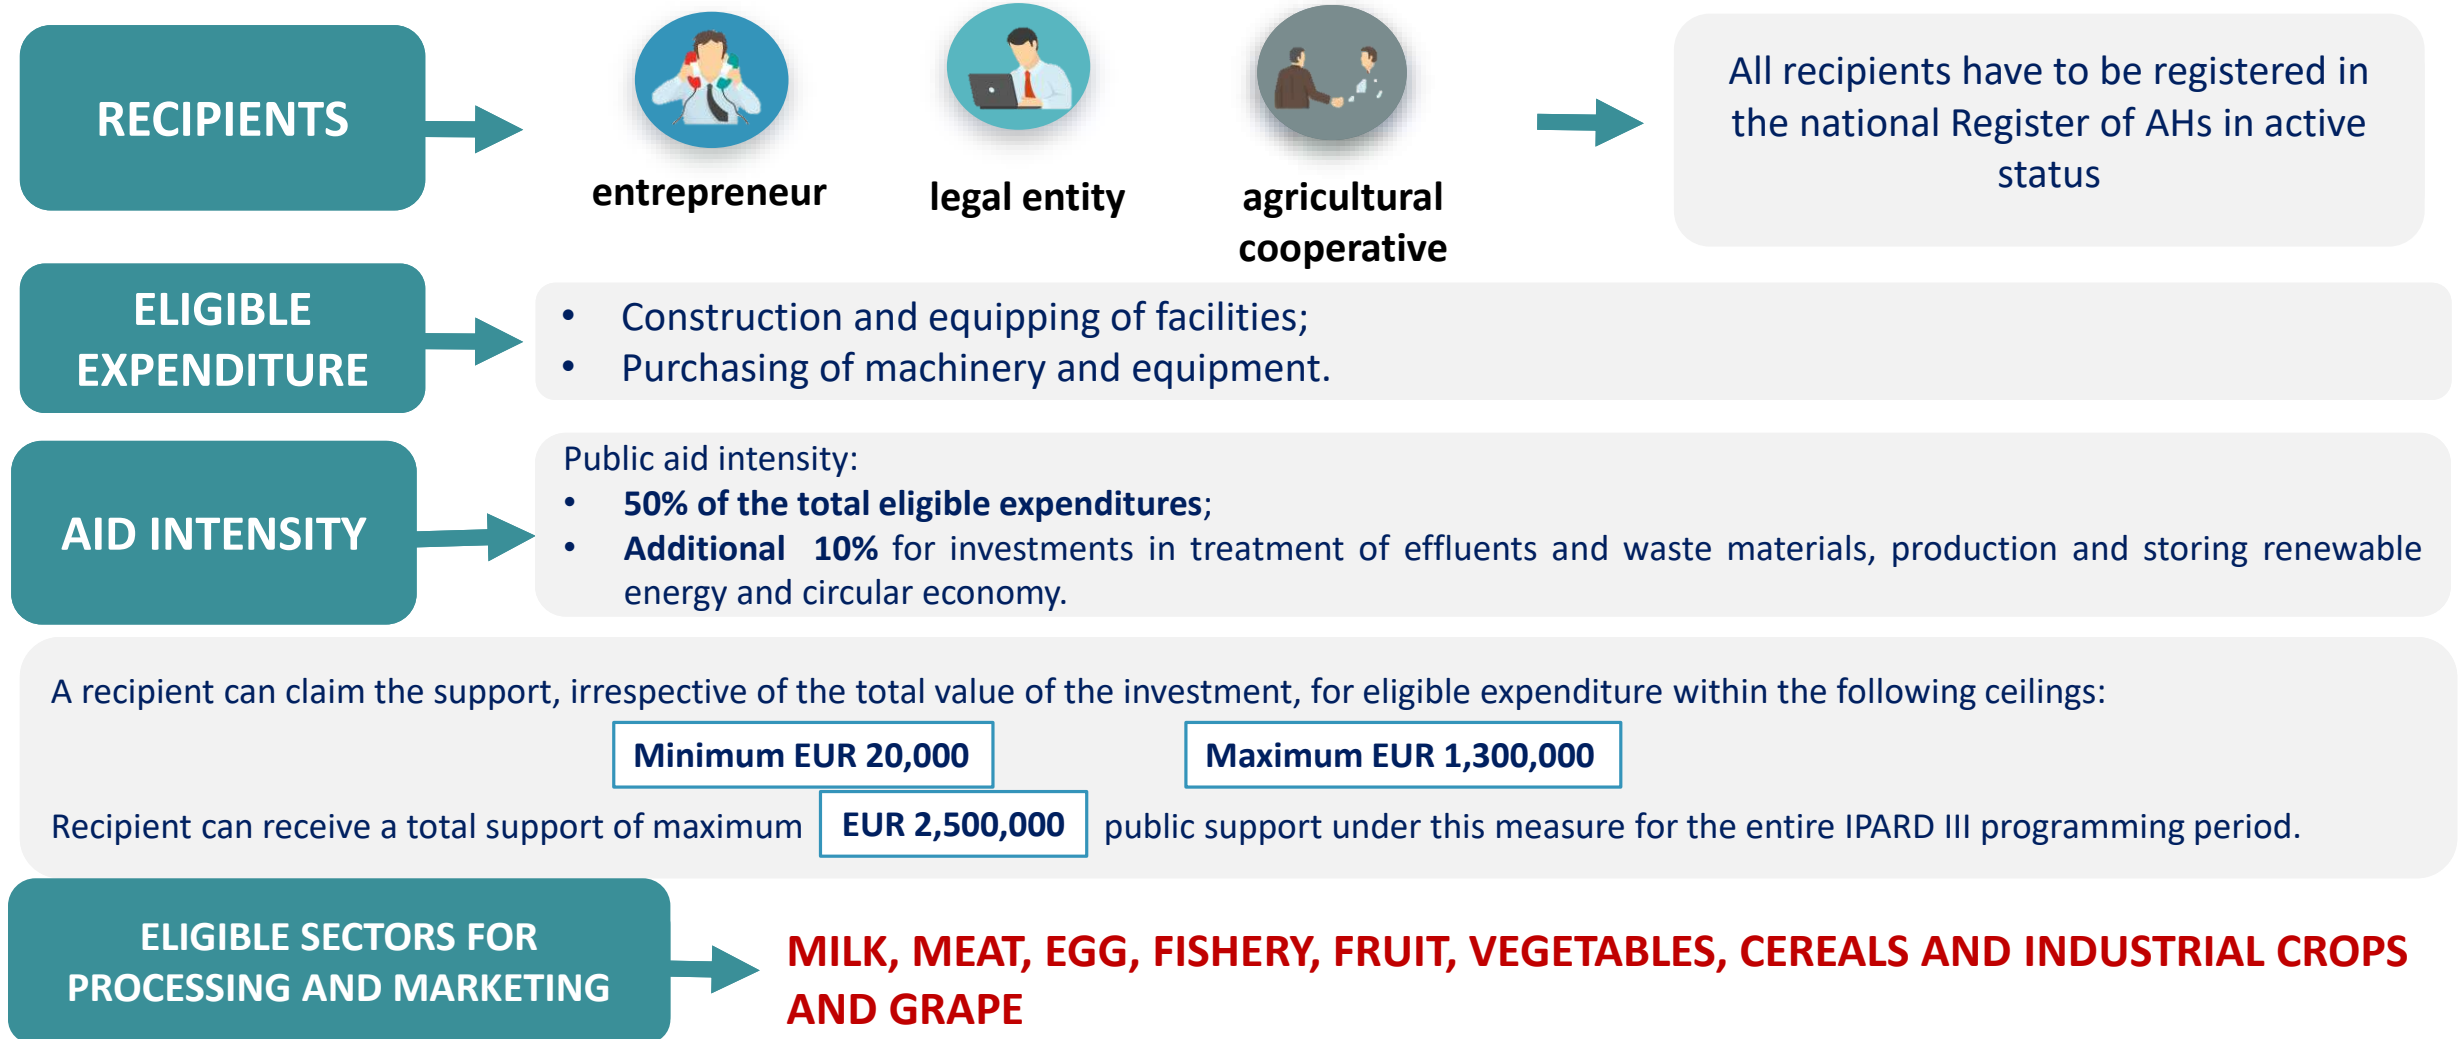 RECIPIENTS
entrepreneur
legal entity
agricultural
cooperative
All recipients have to be registered in
the national Register of AHs in active
status
ELIGIBLE
EXPENDITURE
• Construction and equipping of facilities;
• Purchasing of machinery and equipment.
AID INTENSITY
Public aid intensity:
• 50% of the total eligible expenditures;
• Additional 10% for investments in treatment of effluents and waste materials, production and storing renewable
energy and circular economy.
A recipient can claim the support, irrespective of the total value of the investment, for eligible expenditure within the following ceilings:
Minimum EUR 20,000
Maximum EUR 1,300,000
Recipient can receive a total support of maximum EUR 2,500,000 public support under this measure for the entire IPARD III programming period.
ELIGIBLE SECTORS FOR
PROCESSING AND MARKETING
MILK, MEAT, EGG, FISHERY, FRUIT, VEGETABLES, CEREALS AND INDUSTRIAL CROPS
AND GRAPE